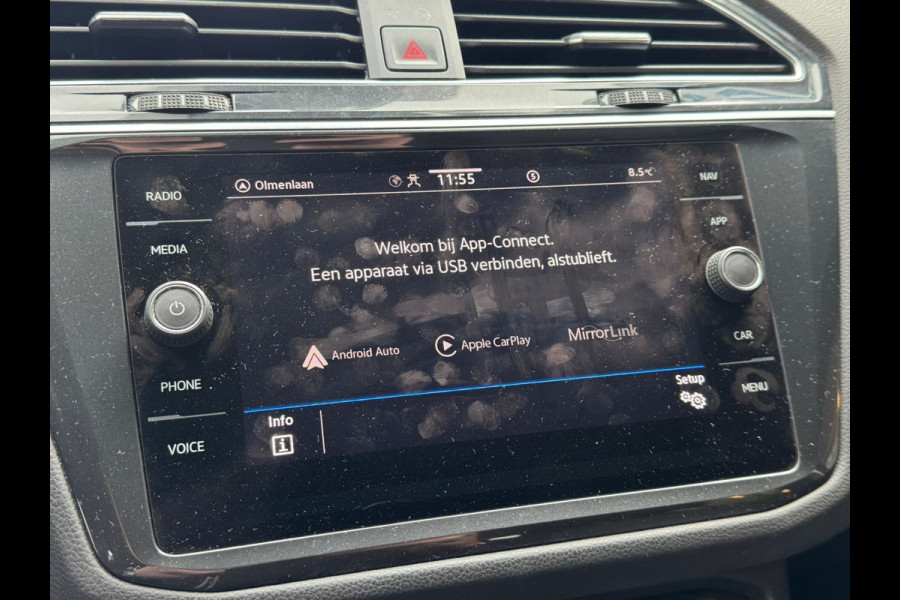 RADIO
MEDIA
PHONE
VOICE
Olmenlaan
11:55
5
8.5°C
Welkom bij App-Connect.
Een apparaat via USB verbinden, alstublieft.
Android Auto
Apple CarPlay
MirrorLink
Info
i
Setup
NAV
APP
CAR
MENU